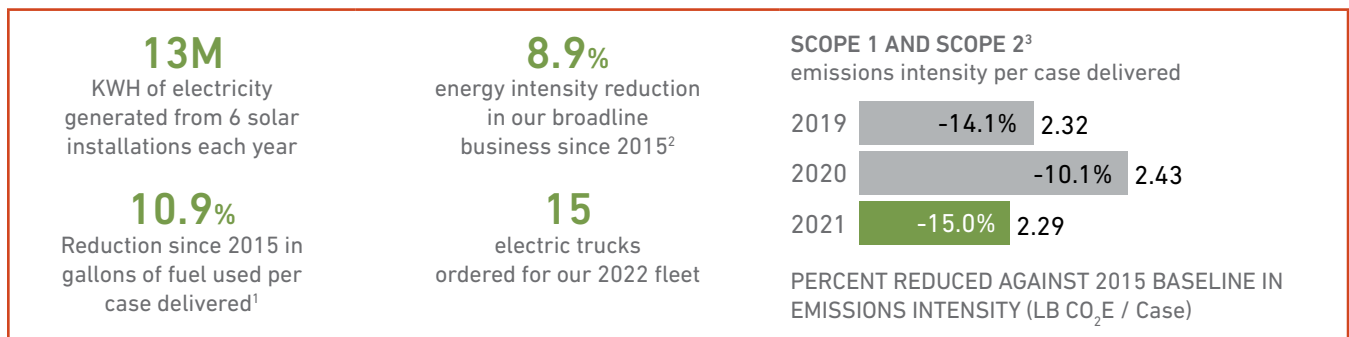 13M
KWH of electricity
generated from 6 solar
installations each year
10.9%
Reduction since 2015 in
gallons of fuel used per
case delivered¹
8.9%
energy intensity reduction
in our broadline
business since 2015²
15
electric trucks
ordered for our 2022 fleet
SCOPE 1 AND SCOPE 2³
emissions intensity per case delivered
2019 -14.1% 2.32
2020 -10.1% 2.43
2021 -15.0% 2.29
PERCENT REDUCED AGAINST 2015 BASELINE IN
EMISSIONS INTENSITY (LB CO₂E / Case)